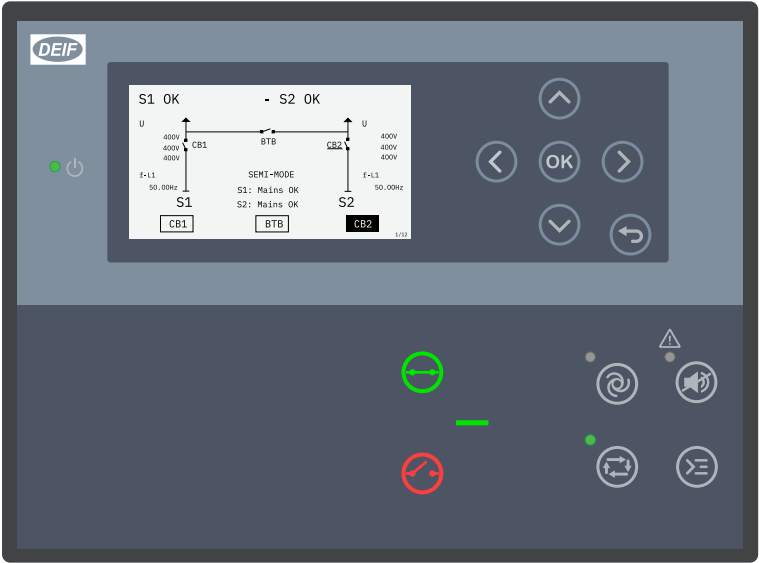 DEIF
S1 OK - S2 OK
U U
400V CB1 BTB CB2 400V
400V 400V
400V 400V
f-L1 SEMI-MODE f-L1
50.00Hz S1: Mains OK 50.00Hz
S1 S2: Mains OK S2
CB1 BTB CB2
1/12
OK